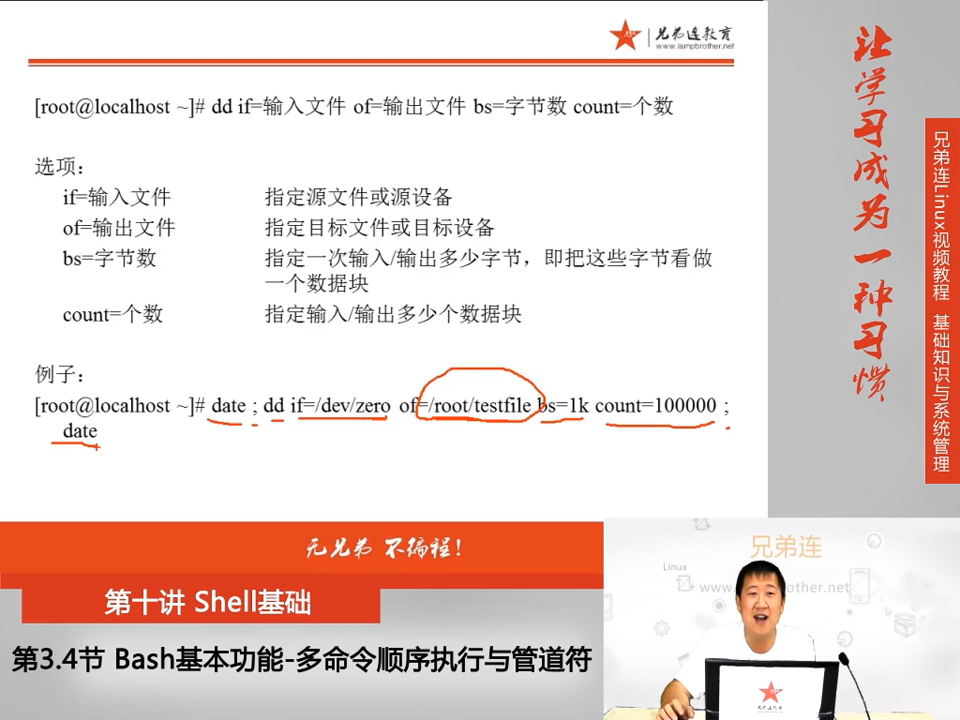 兄弟连教育
www.lampbrother.net
[root@localhost ~]# dd if=输入文件 of=输出文件 bs=字节数 count=个数
选项：
if=输入文件 指定源文件或源设备
of=输出文件 指定目标文件或目标设备
bs=字节数 指定一次输入/输出多少字节，即把这些字节看做
一个数据块
count=个数 指定输入/输出多少个数据块
例子：
[root@localhost ~]# date ; dd if=/dev/zero of=/root/testfile bs=1k count=100000 ;
date
让学习成为一种习惯
兄弟连Linux视频教程 基础知识与系统管理
无兄弟 不编程！
第十讲 Shell基础
第3.4节 Bash基本功能-多命令顺序执行与管道符
兄弟连
Linux